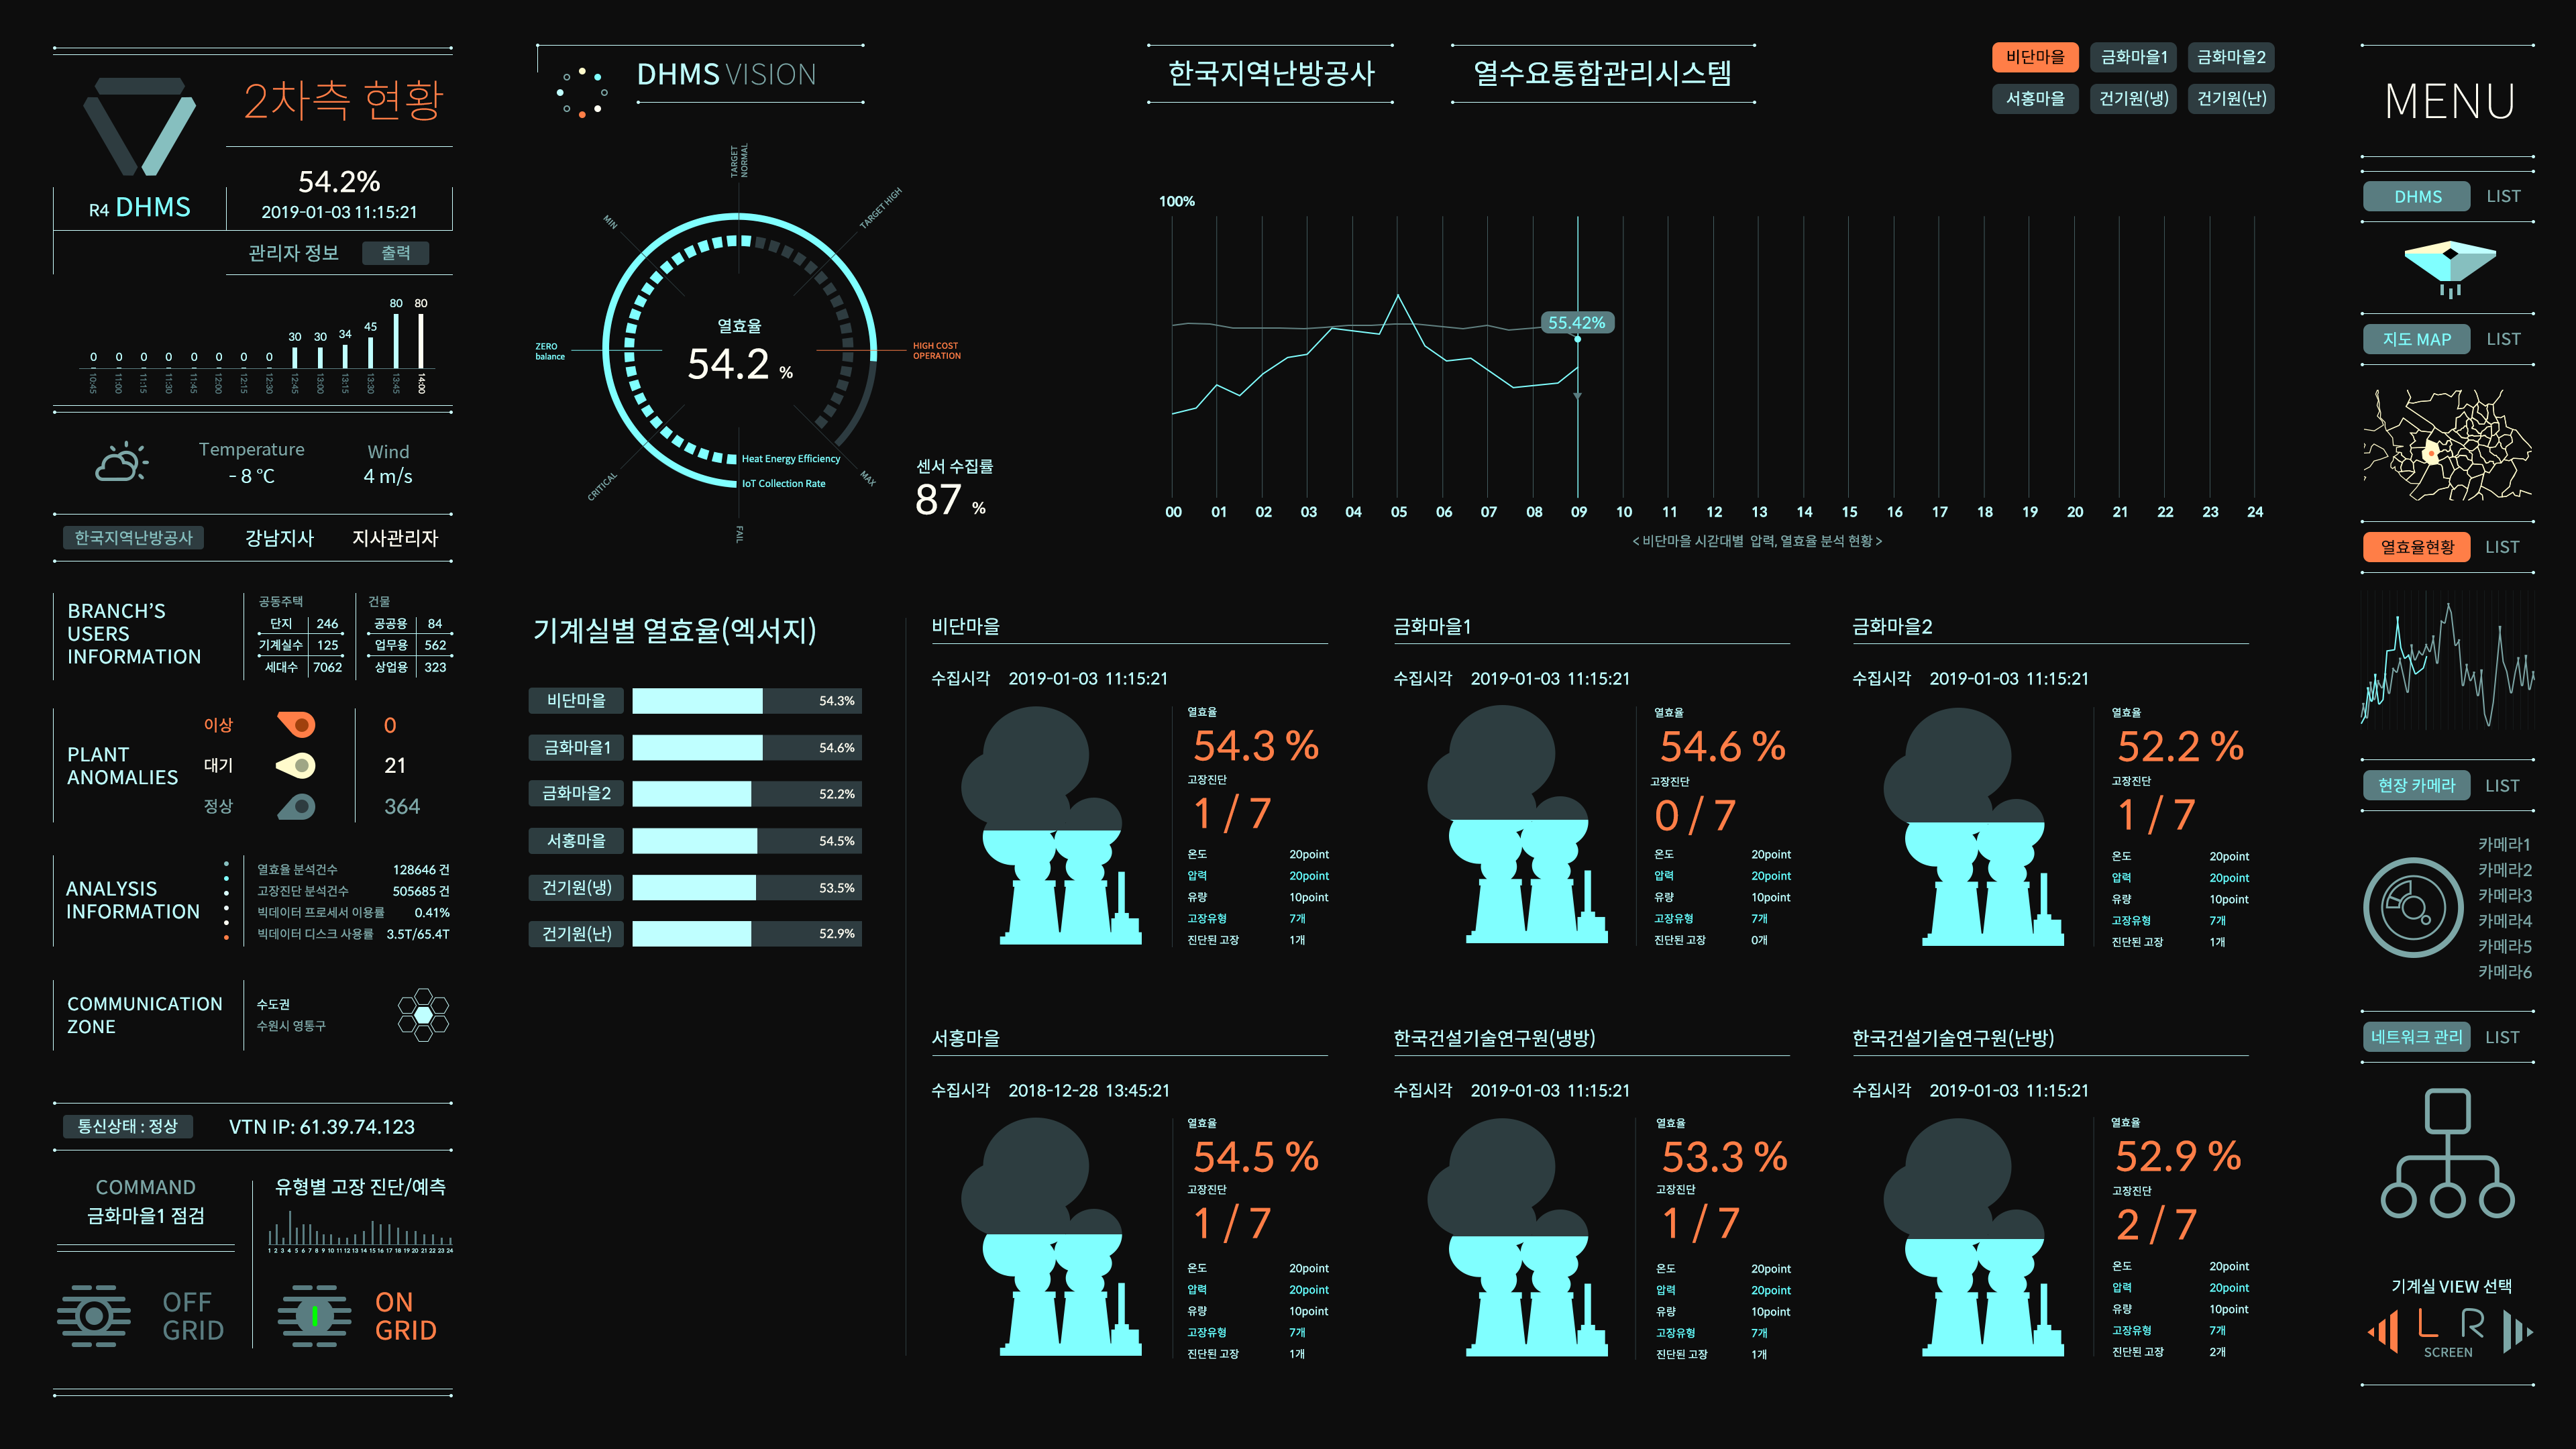 2차측 현황
54.2%
R4 DHMS
2019-01-03 11:15:21
관리자 정보 출력
0 0 0 0 0 0 0 0 30 30 34 45 80 80
10:45 11:00 11:15 11:30 11:45 12:00 12:15 12:30 12:45 13:00 13:15 13:30 13:45 14:00
Temperature Wind
- 8 ℃ 4 m/s
한국지역난방공사 강남지사 지사관리자
BRANCH'S
USERS
INFORMATION
공동주택 건물
단지 246 공공용 84
기계실수 125 업무용 562
세대수 7062 상업용 323
PLANT
ANOMALIES
이상 0
대기 21
정상 364
ANALYSIS
INFORMATION
열효율 분석건수 128646 건
고장진단 분석건수 505685 건
빅데이터 프로세서 이용률 0.41%
빅데이터 디스크 사용률 3.5T/65.4T
COMMUNICATION
ZONE
수도권
수원시 영통구
통신상태 : 정상 VTN IP: 61.39.74.123
COMMAND
금화마을1 점검
유형별 고장 진단/예측
1 2 3 4 5 6 7 8 9 10 11 12 13 14 15 16 17 18 19 20 21 22 23 24
OFF
GRID
ON
GRID
DHMS VISION
한국지역난방공사
열수요통합관리시스템
비단마을 금화마을1 금화마을2
서홍마을 건기원(냉) 건기원(난)
TARGET
NORMAL
MIN
TARGET HIGH
ZERO
balance
HIGH COST
OPERATION
열효율
54.2 %
Heat Energy Efficiency
IoT Collection Rate
CRITICAL
MAX
FAIL
센서 수집률
87 %
100%
55.42%
00 01 02 03 04 05 06 07 08 09 10 11 12 13 14 15 16 17 18 19 20 21 22 23 24
< 비단마을 시간대별 압력, 열효율 분석 현황 >
기계실별 열효율(엑서지)
비단마을 54.3%
금화마을1 54.6%
금화마을2 52.2%
서홍마을 54.5%
건기원(냉) 53.5%
건기원(난) 52.9%
비단마을
수집시각 2019-01-03 11:15:21
열효율
54.3 %
고장진단
1 / 7
온도 20point
압력 20point
유량 10point
고장유형 7개
진단된 고장 1개
금화마을1
수집시각 2019-01-03 11:15:21
열효율
54.6 %
고장진단
0 / 7
온도 20point
압력 20point
유량 10point
고장유형 7개
진단된 고장 0개
금화마을2
수집시각 2019-01-03 11:15:21
열효율
52.2 %
고장진단
1 / 7
온도 20point
압력 20point
유량 10point
고장유형 7개
진단된 고장 1개
서홍마을
수집시각 2018-12-28 13:45:21
열효율
54.5 %
고장진단
1 / 7
온도 20point
압력 20point
유량 10point
고장유형 7개
진단된 고장 1개
한국건설기술연구원(냉방)
수집시각 2019-01-03 11:15:21
열효율
53.3 %
고장진단
1 / 7
온도 20point
압력 20point
유량 10point
고장유형 7개
진단된 고장 1개
한국건설기술연구원(난방)
수집시각 2019-01-03 11:15:21
열효율
52.9 %
고장진단
2 / 7
온도 20point
압력 20point
유량 10point
고장유형 7개
진단된 고장 2개
MENU
DHMS LIST
지도 MAP LIST
열효율현황 LIST
현장 카메라 LIST
카메라1
카메라2
카메라3
카메라4
카메라5
카메라6
네트워크 관리 LIST
기계실 VIEW 선택
L R
SCREEN